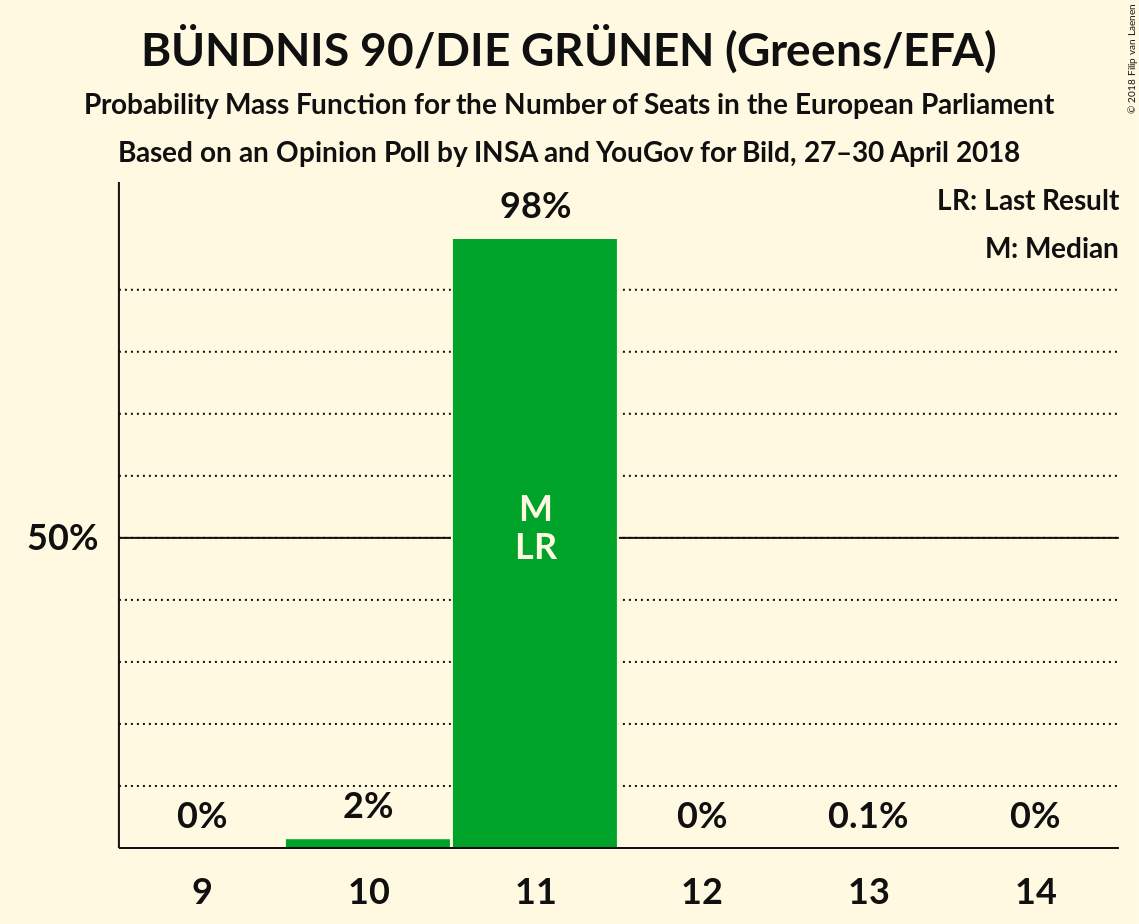 BÜNDNIS 90/DIE GRÜNEN (Greens/EFA)
Probability Mass Function for the Number of Seats in the European Parliament
Based on an Opinion Poll by INSA and YouGov for Bild, 27–30 April 2018
© 2018 Filip van Laenen
LR: Last Result
M: Median
98%
M
LR
50%
0%
2%
0%
0.1%
0%
9
10
11
12
13
14